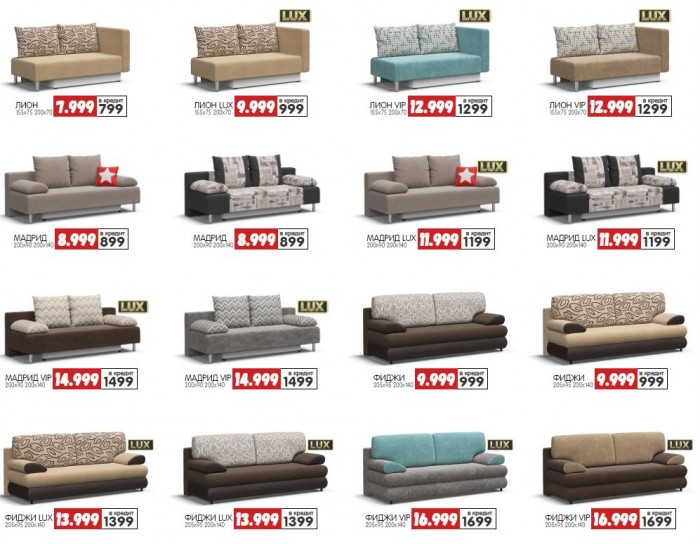 LUX LUX LUX
ЛИОН 7.999 в кредит 799
155x75 200x70
ЛИОН LUX 9.999 в кредит 999
155x75 200x70
ЛИОН VIP 12.999 в кредит 1299
155x75 200x70
ЛИОН VIP 12.999 в кредит 1299
155x75 200x70
LUX LUX
МАДРИД 8.999 в кредит 899
200x90 200x140
МАДРИД 8.999 в кредит 899
200x90 200x140
МАДРИД LUX 11.999 в кредит 1199
200x90 200x140
МАДРИД LUX 11.999 в кредит 1199
200x90 200x140
LUX LUX
МАДРИД VIP 14.999 в кредит 1499
200x90 200x140
МАДРИД VIP 14.999 в кредит 1499
200x90 200x140
ФИДЖИ 9.999 в кредит 999
205x95 200x140
ФИДЖИ 9.999 в кредит 999
205x95 200x140
LUX LUX LUX LUX
ФИДЖИ LUX 13.999 в кредит 1399
205x95 200x140
ФИДЖИ LUX 13.999 в кредит 1399
205x95 200x140
ФИДЖИ VIP 16.999 в кредит 1699
205x95 200x140
ФИДЖИ VIP 16.999 в кредит 1699
205x95 200x140